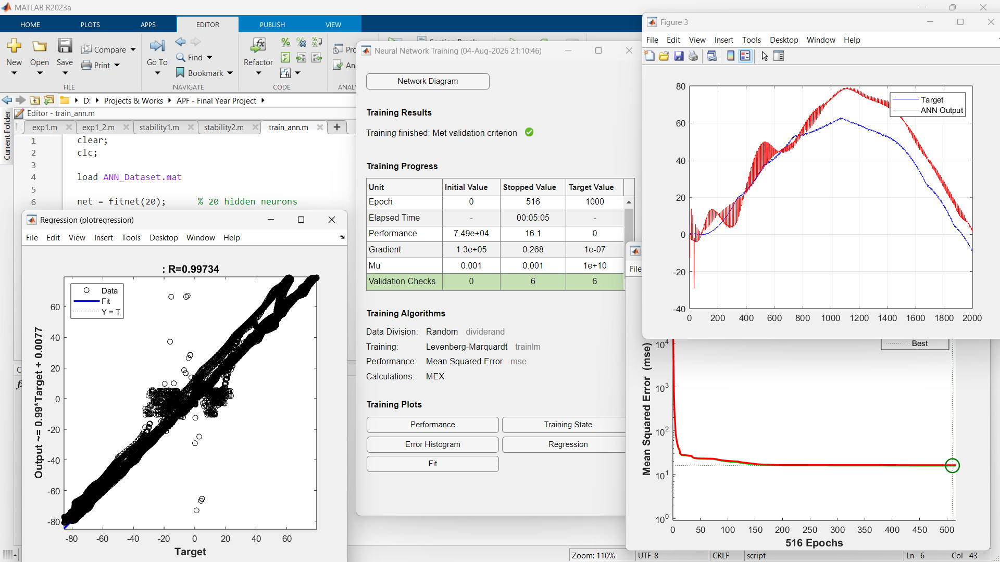 MATLAB R2023a
HOME PLOTS APPS EDITOR PUBLISH VIEW
New Open Save Compare Print
FILE
Go To Find Bookmark
NAVIGATE
Refactor
CODE
D: Projects & Works APF - Final Year Project
Current Folder
Editor - train_ann.m
exp1.m exp1_2.m stability1.m stability2.m train_ann.m
1 clear;
2 clc;
3
4 load ANN_Dataset.mat
5
6 net = fitnet(20); % 20 hidden neurons
Regression (plotregression)
File Edit View Insert Tools Desktop Window Help
: R=0.99734
Data
Fit
Y = T
Output ~= 0.99*Target + 0.0077
60
40
20
0
-20
-40
-60
-80
-80 -60 -40 -20 0 20 40 60
Target
Neural Network Training (04-Aug-2026 21:10:46)
Network Diagram
Training Results
Training finished: Met validation criterion
Training Progress
Unit Initial Value Stopped Value Target Value
Epoch 0 516 1000
Elapsed Time - 00:05:05 -
Performance 7.49e+04 16.1 0
Gradient 1.3e+05 0.268 1e-07
Mu 0.001 0.001 1e+10
Validation Checks 0 6 6
Training Algorithms
Data Division: Random dividerand
Training: Levenberg-Marquardt trainlm
Performance: Mean Squared Error mse
Calculations: MEX
Training Plots
Performance Training State
Error Histogram Regression
Fit
Figure 3
File Edit View Insert Tools Desktop Window Help
80
60
40
20
0
-20
-40
0 200 400 600 800 1000 1200 1400 1600 1800 2000
Target
ANN Output
File
Best
Mean Squared Error (mse)
10^4
10^3
10^2
10^1
10^0
0 50 100 150 200 250 300 350 400 450 500
516 Epochs
Zoom: 110% UTF-8 CRLF script Ln 6 Col 43